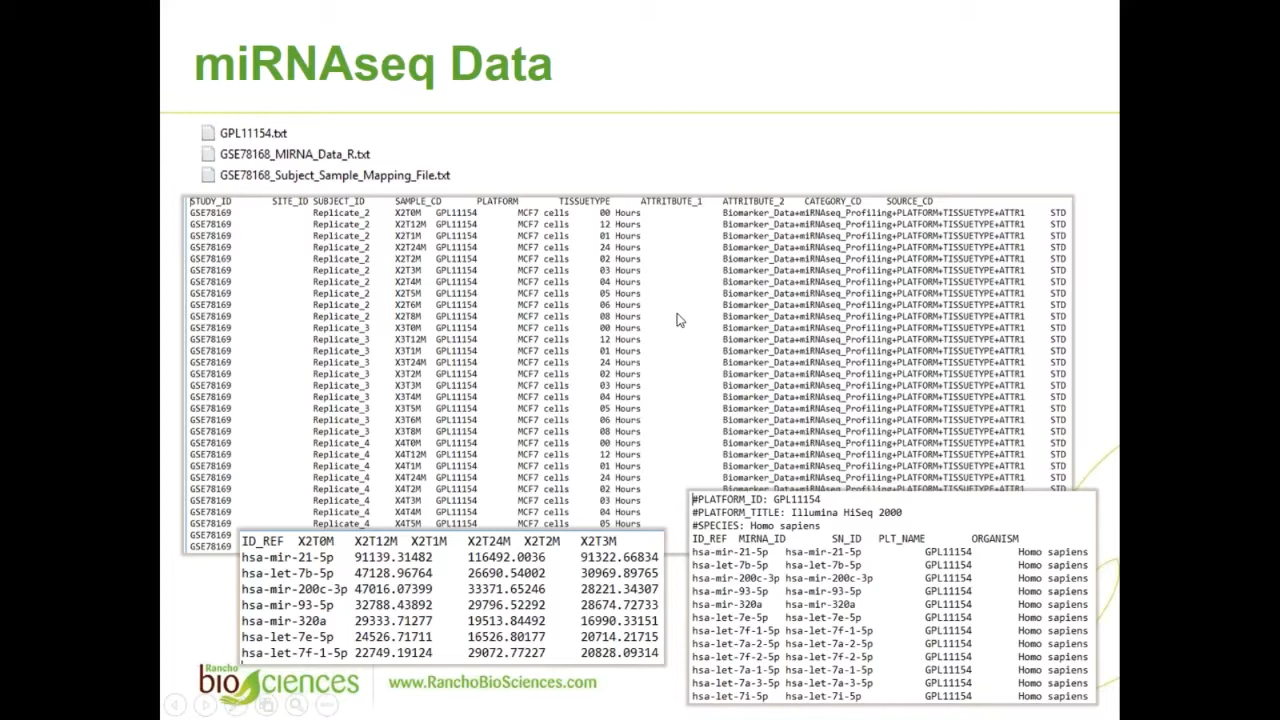 miRNAseq Data
GPL11154.txt
GSE78168_MIRNA_Data_R.txt
GSE78168_Subject_Sample_Mapping_File.txt
STUDY_ID SITE_ID SUBJECT_ID SAMPLE_CD PLATFORM TISSUETYPE ATTRITBUTE_1 ATTRITBUTE_2 CATEGORY_CD SOURCE_CD
GSE78169 Replicate_2 X2T0M GPL11154 MCF7 cells 00 Hours Biomarker_Data+miRNAseq_Profiling+PLATFORM+TISSUETYPE+ATTR1 STD
GSE78169 Replicate_2 X2T12M GPL11154 MCF7 cells 12 Hours Biomarker_Data+miRNAseq_Profiling+PLATFORM+TISSUETYPE+ATTR1 STD
GSE78169 Replicate_2 X2T1M GPL11154 MCF7 cells 01 Hours Biomarker_Data+miRNAseq_Profiling+PLATFORM+TISSUETYPE+ATTR1 STD
GSE78169 Replicate_2 X2T24M GPL11154 MCF7 cells 24 Hours Biomarker_Data+miRNAseq_Profiling+PLATFORM+TISSUETYPE+ATTR1 STD
GSE78169 Replicate_2 X2T2M GPL11154 MCF7 cells 02 Hours Biomarker_Data+miRNAseq_Profiling+PLATFORM+TISSUETYPE+ATTR1 STD
GSE78169 Replicate_2 X2T3M GPL11154 MCF7 cells 03 Hours Biomarker_Data+miRNAseq_Profiling+PLATFORM+TISSUETYPE+ATTR1 STD
GSE78169 Replicate_2 X2T4M GPL11154 MCF7 cells 04 Hours Biomarker_Data+miRNAseq_Profiling+PLATFORM+TISSUETYPE+ATTR1 STD
GSE78169 Replicate_2 X2T5M GPL11154 MCF7 cells 05 Hours Biomarker_Data+miRNAseq_Profiling+PLATFORM+TISSUETYPE+ATTR1 STD
GSE78169 Replicate_2 X2T6M GPL11154 MCF7 cells 06 Hours Biomarker_Data+miRNAseq_Profiling+PLATFORM+TISSUETYPE+ATTR1 STD
GSE78169 Replicate_2 X2T8M GPL11154 MCF7 cells 08 Hours Biomarker_Data+miRNAseq_Profiling+PLATFORM+TISSUETYPE+ATTR1 STD
GSE78169 Replicate_3 X3T0M GPL11154 MCF7 cells 00 Hours Biomarker_Data+miRNAseq_Profiling+PLATFORM+TISSUETYPE+ATTR1 STD
GSE78169 Replicate_3 X3T12M GPL11154 MCF7 cells 12 Hours Biomarker_Data+miRNAseq_Profiling+PLATFORM+TISSUETYPE+ATTR1 STD
GSE78169 Replicate_3 X3T1M GPL11154 MCF7 cells 01 Hours Biomarker_Data+miRNAseq_Profiling+PLATFORM+TISSUETYPE+ATTR1 STD
GSE78169 Replicate_3 X3T24M GPL11154 MCF7 cells 24 Hours Biomarker_Data+miRNAseq_Profiling+PLATFORM+TISSUETYPE+ATTR1 STD
GSE78169 Replicate_3 X3T2M GPL11154 MCF7 cells 02 Hours Biomarker_Data+miRNAseq_Profiling+PLATFORM+TISSUETYPE+ATTR1 STD
GSE78169 Replicate_3 X3T3M GPL11154 MCF7 cells 03 Hours Biomarker_Data+miRNAseq_Profiling+PLATFORM+TISSUETYPE+ATTR1 STD
GSE78169 Replicate_3 X3T4M GPL11154 MCF7 cells 04 Hours Biomarker_Data+miRNAseq_Profiling+PLATFORM+TISSUETYPE+ATTR1 STD
GSE78169 Replicate_3 X3T5M GPL11154 MCF7 cells 05 Hours Biomarker_Data+miRNAseq_Profiling+PLATFORM+TISSUETYPE+ATTR1 STD
GSE78169 Replicate_3 X3T6M GPL11154 MCF7 cells 06 Hours Biomarker_Data+miRNAseq_Profiling+PLATFORM+TISSUETYPE+ATTR1 STD
GSE78169 Replicate_3 X3T8M GPL11154 MCF7 cells 08 Hours Biomarker_Data+miRNAseq_Profiling+PLATFORM+TISSUETYPE+ATTR1 STD
GSE78169 Replicate_4 X4T0M GPL11154 MCF7 cells 00 Hours Biomarker_Data+miRNAseq_Profiling+PLATFORM+TISSUETYPE+ATTR1 STD
GSE78169 Replicate_4 X4T12M GPL11154 MCF7 cells 12 Hours Biomarker_Data+miRNAseq_Profiling+PLATFORM+TISSUETYPE+ATTR1 STD
GSE78169 Replicate_4 X4T1M GPL11154 MCF7 cells 01 Hours Biomarker_Data+miRNAseq_Profiling+PLATFORM+TISSUETYPE+ATTR1 STD
GSE78169 Replicate_4 X4T24M GPL11154 MCF7 cells 24 Hours Biomarker_Data+miRNAseq_Profiling+PLATFORM+TISSUETYPE+ATTR1 STD
GSE78169 Replicate_4 X4T2M GPL11154 MCF7 cells 02 Hours Biomarker_Data+miRNAseq_Profiling+PLATFORM+TISSUETYPE+ATTR1 STD
GSE78169 Replicate_4 X4T3M GPL11154 MCF7 cells 03 Hours
GSE78169 Replicate_4 X4T4M GPL11154 MCF7 cells 04 Hours
GSE78169 Replicate_4 X4T5M GPL11154 MCF7 cells 05 Hours
GSE78169
GSE78169
ID_REF X2T0M X2T12M X2T1M X2T24M X2T2M X2T3M
hsa-mir-21-5p 91139.31482 116492.0036 91322.66834
hsa-let-7b-5p 47128.96764 26690.54002 30969.89765
hsa-mir-200c-3p 47016.07399 33371.65246 28221.34307
hsa-mir-93-5p 32788.43892 29796.52292 28674.72733
hsa-mir-320a 29333.71277 19513.84492 16990.33151
hsa-let-7e-5p 24526.71711 16526.80177 20714.21715
hsa-let-7f-1-5p 22749.19124 29072.77227 20828.09314
#PLATFORM_ID: GPL11154
#PLATFORM_TITLE: Illumina HiSeq 2000
#SPECIES: Homo sapiens
ID_REF MIRNA_ID SN_ID PLT_NAME ORGANISM
hsa-mir-21-5p hsa-mir-21-5p GPL11154 Homo sapiens
hsa-let-7b-5p hsa-let-7b-5p GPL11154 Homo sapiens
hsa-mir-200c-3p hsa-mir-200c-3p GPL11154 Homo sapiens
hsa-mir-93-5p hsa-mir-93-5p GPL11154 Homo sapiens
hsa-mir-320a hsa-mir-320a GPL11154 Homo sapiens
hsa-let-7e-5p hsa-let-7e-5p GPL11154 Homo sapiens
hsa-let-7f-1-5p hsa-let-7f-1-5p GPL11154 Homo sapiens
hsa-let-7a-2-5p hsa-let-7a-2-5p GPL11154 Homo sapiens
hsa-let-7f-2-5p hsa-let-7f-2-5p GPL11154 Homo sapiens
hsa-let-7a-1-5p hsa-let-7a-1-5p GPL11154 Homo sapiens
hsa-let-7a-3-5p hsa-let-7a-3-5p GPL11154 Homo sapiens
hsa-let-7i-5p hsa-let-7i-5p GPL11154 Homo sapiens
Rancho
bioSciences
www.RanchoBioSciences.com